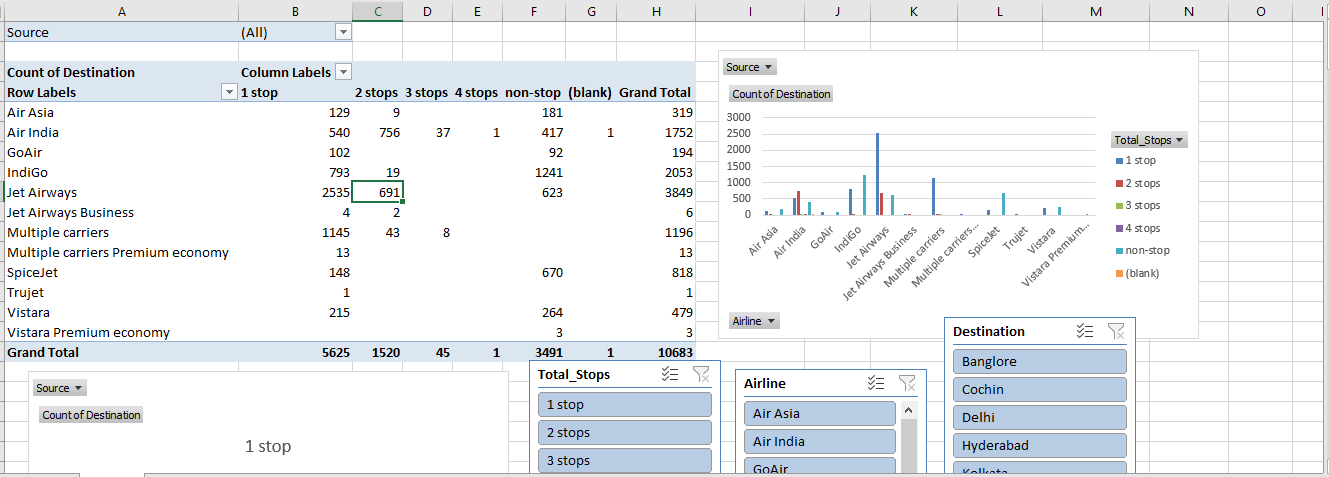 A B C D E F G H I J K L M N O
Source (All)
Count of Destination Column Labels
Row Labels 1 stop 2 stops 3 stops 4 stops non-stop (blank) Grand Total
Air Asia 129 9 181 319
Air India 540 756 37 1 417 1 1752
GoAir 102 92 194
IndiGo 793 19 1241 2053
Jet Airways 2535 691 623 3849
Jet Airways Business 4 2 6
Multiple carriers 1145 43 8 1196
Multiple carriers Premium economy 13 13
SpiceJet 148 670 818
Trujet 1 1
Vistara 215 264 479
Vistara Premium economy 3 3
Grand Total 5625 1520 45 1 3491 1 10683
Source
Count of Destination
3000
2500
2000
1500
1000
500
0
Air Asia
Air India
GoAir
IndiGo
Jet Airways
Jet Airways Business
Multiple carriers
Multiple carriers...
SpiceJet
Trujet
Vistara
Vistara Premium...
Total_Stops
1 stop
2 stops
3 stops
4 stops
non-stop
(blank)
Airline
Source
Count of Destination
1 stop
Total_Stops
1 stop
2 stops
3 stops
Airline
Air Asia
Air India
GoAir
Destination
Banglore
Cochin
Delhi
Hyderabad
Kolkata